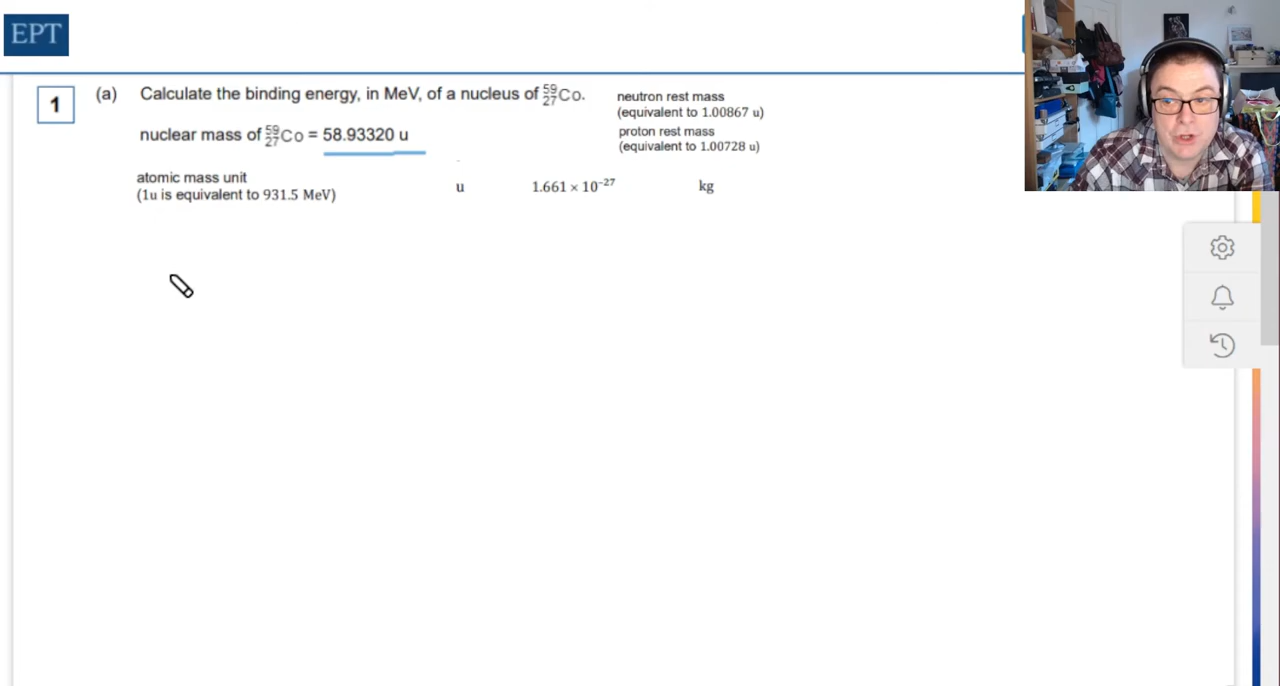 EPT
1
(a) Calculate the binding energy, in MeV, of a nucleus of ⁵⁹₂₇Co.
neutron rest mass
(equivalent to 1.00867 u)
proton rest mass
(equivalent to 1.00728 u)
nuclear mass of ⁵⁹₂₇Co = 58.93320 u
atomic mass unit
(1u is equivalent to 931.5 MeV)
u 1.661 × 10⁻²⁷ kg